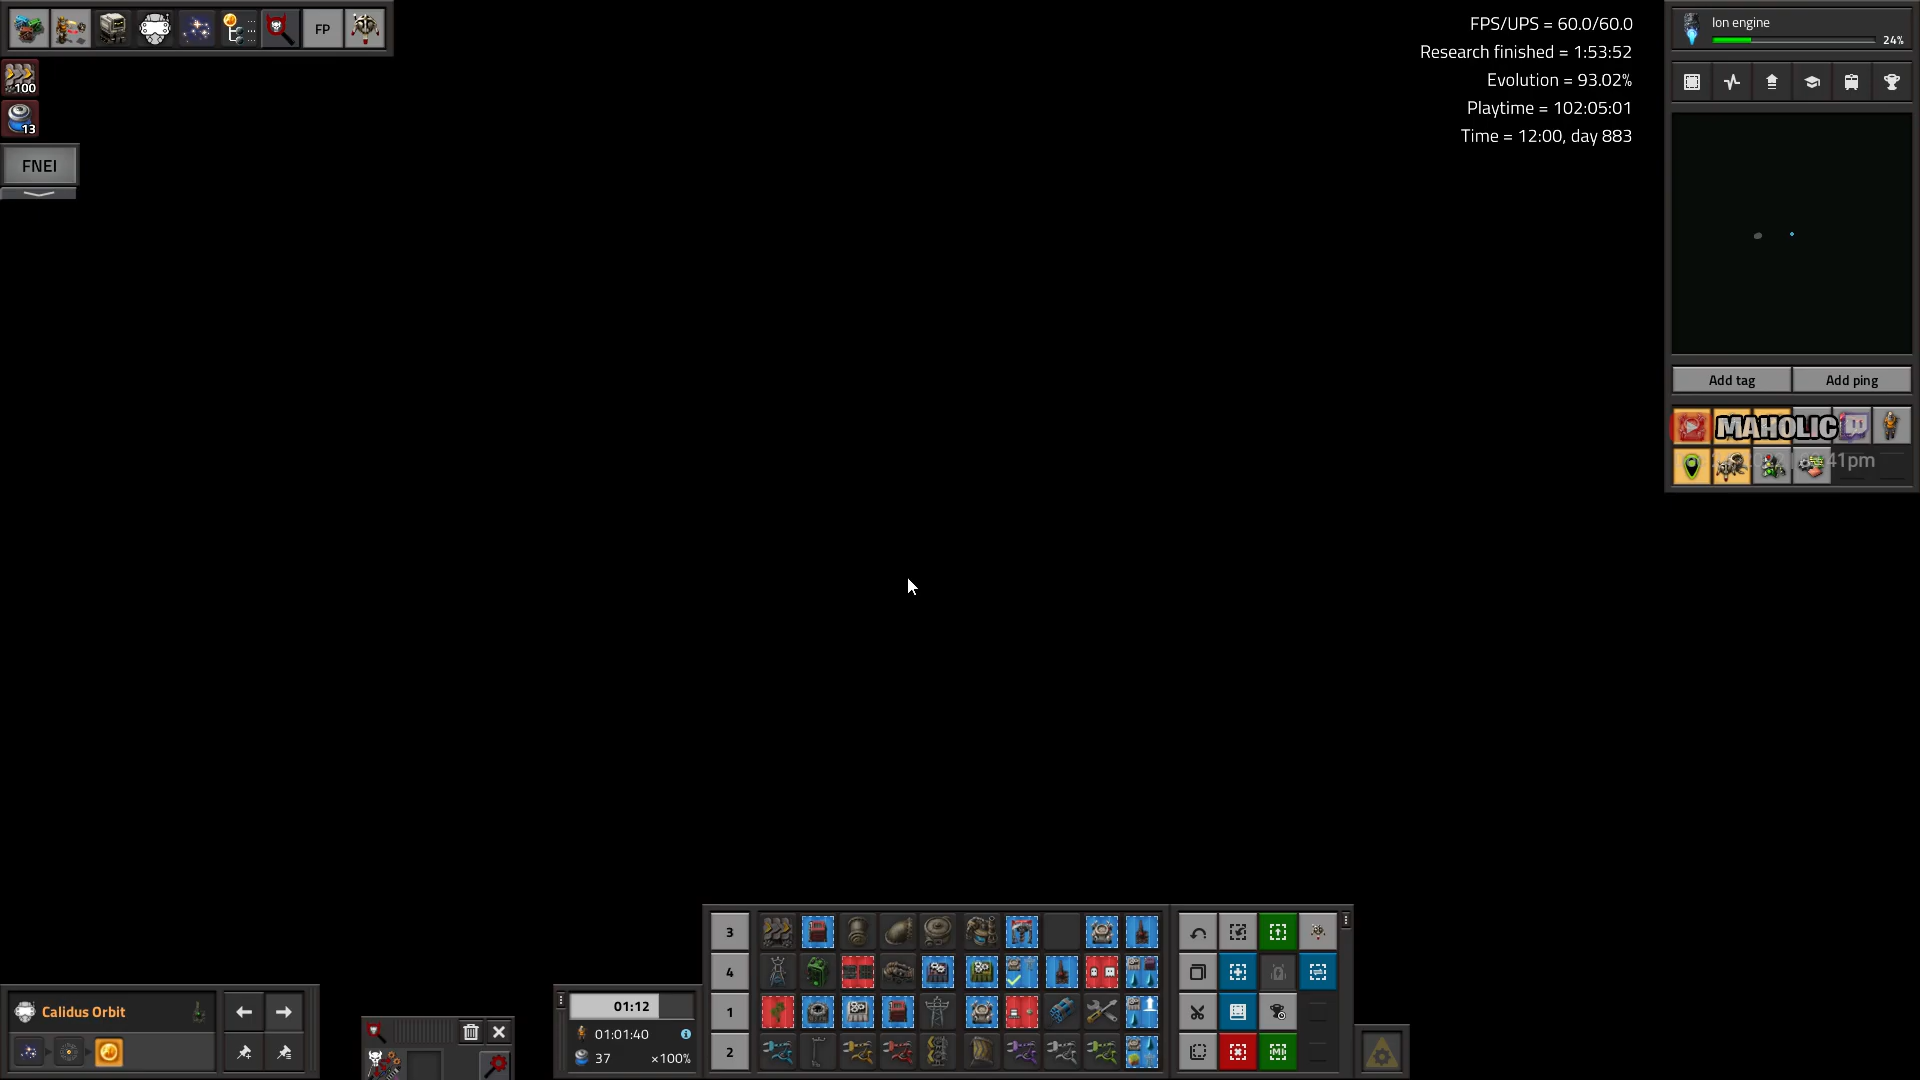 FP
100
13
FNEI
FPS/UPS = 60.0/60.0
Research finished = 1:53:52
Evolution = 93.02%
Playtime = 102:05:01
Time = 12:00, day 883
Ion engine
24%
Add tag
Add ping
MAHOLIC
41pm
Calidus Orbit
01:12
01:01:40
37
×100%
3
4
1
2